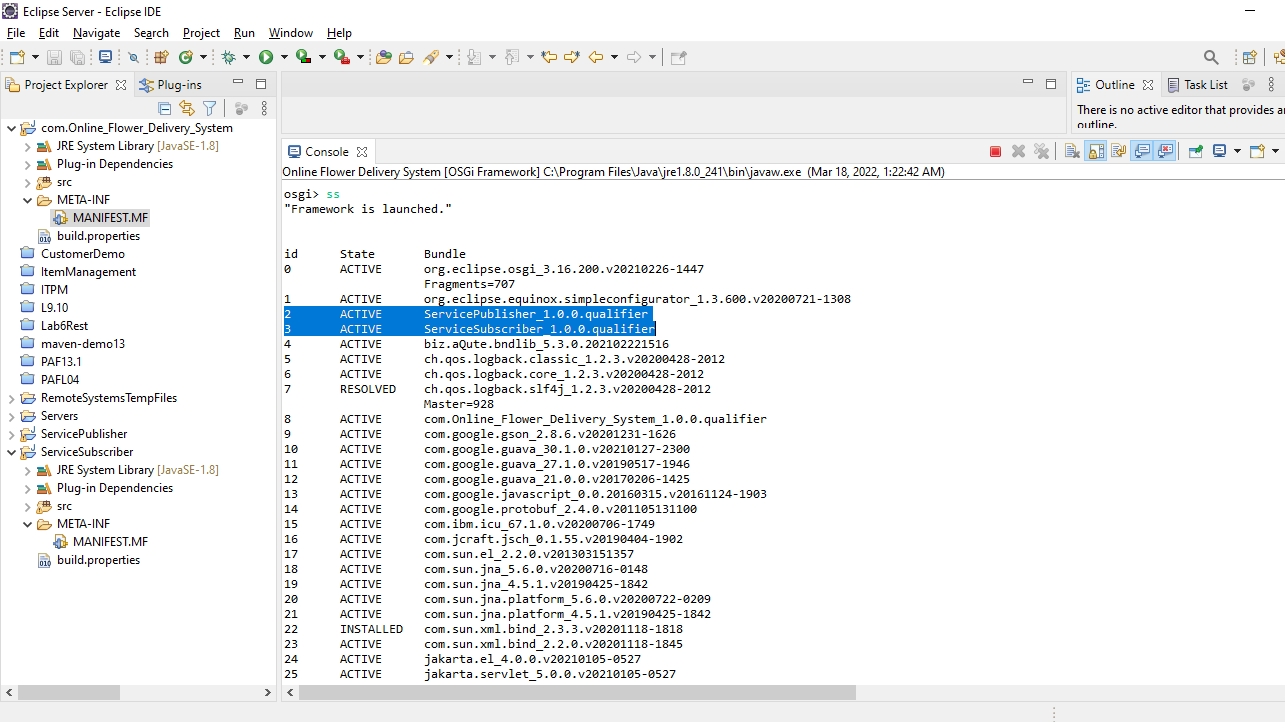 Eclipse Server - Eclipse IDE
File Edit Navigate Search Project Run Window Help
Project Explorer Plug-ins
com.Online_Flower_Delivery_System
JRE System Library [JavaSE-1.8]
Plug-in Dependencies
src
META-INF
MANIFEST.MF
build.properties
CustomerDemo
ItemManagement
ITPM
L9.10
Lab6Rest
maven-demo13
PAF13.1
PAFL04
RemoteSystemsTempFiles
Servers
ServicePublisher
ServiceSubscriber
JRE System Library [JavaSE-1.8]
Plug-in Dependencies
src
META-INF
MANIFEST.MF
build.properties
Outline Task List
There is no active editor that provides a
outline.
Console
Online Flower Delivery System [OSGi Framework] C:\Program Files\Java\jre1.8.0_241\bin\javaw.exe (Mar 18, 2022, 1:22:42 AM)
osgi> ss
"Framework is launched."
id State Bundle
0 ACTIVE org.eclipse.osgi_3.16.200.v20210226-1447
Fragments=707
1 ACTIVE org.eclipse.equinox.simpleconfigurator_1.3.600.v20200721-1308
2 ACTIVE ServicePublisher_1.0.0.qualifier
3 ACTIVE ServiceSubscriber_1.0.0.qualifier
4 ACTIVE biz.aQute.bndlib_5.3.0.202102221516
5 ACTIVE ch.qos.logback.classic_1.2.3.v20200428-2012
6 ACTIVE ch.qos.logback.core_1.2.3.v20200428-2012
7 RESOLVED ch.qos.logback.slf4j_1.2.3.v20200428-2012
Master=928
8 ACTIVE com.Online_Flower_Delivery_System_1.0.0.qualifier
9 ACTIVE com.google.gson_2.8.6.v20201231-1626
10 ACTIVE com.google.guava_30.1.0.v20210127-2300
11 ACTIVE com.google.guava_27.1.0.v20190517-1946
12 ACTIVE com.google.guava_21.0.0.v20170206-1425
13 ACTIVE com.google.javascript_0.0.20160315.v20161124-1903
14 ACTIVE com.google.protobuf_2.4.0.v201105131100
15 ACTIVE com.ibm.icu_67.1.0.v20200706-1749
16 ACTIVE com.jcraft.jsch_0.1.55.v20190404-1902
17 ACTIVE com.sun.el_2.2.0.v201303151357
18 ACTIVE com.sun.jna_5.6.0.v20200716-0148
19 ACTIVE com.sun.jna_4.5.1.v20190425-1842
20 ACTIVE com.sun.jna.platform_5.6.0.v20200722-0209
21 ACTIVE com.sun.jna.platform_4.5.1.v20190425-1842
22 INSTALLED com.sun.xml.bind_2.3.3.v20201118-1818
23 ACTIVE com.sun.xml.bind_2.2.0.v20201118-1845
24 ACTIVE jakarta.el_4.0.0.v20210105-0527
25 ACTIVE jakarta.servlet_5.0.0.v20210105-0527